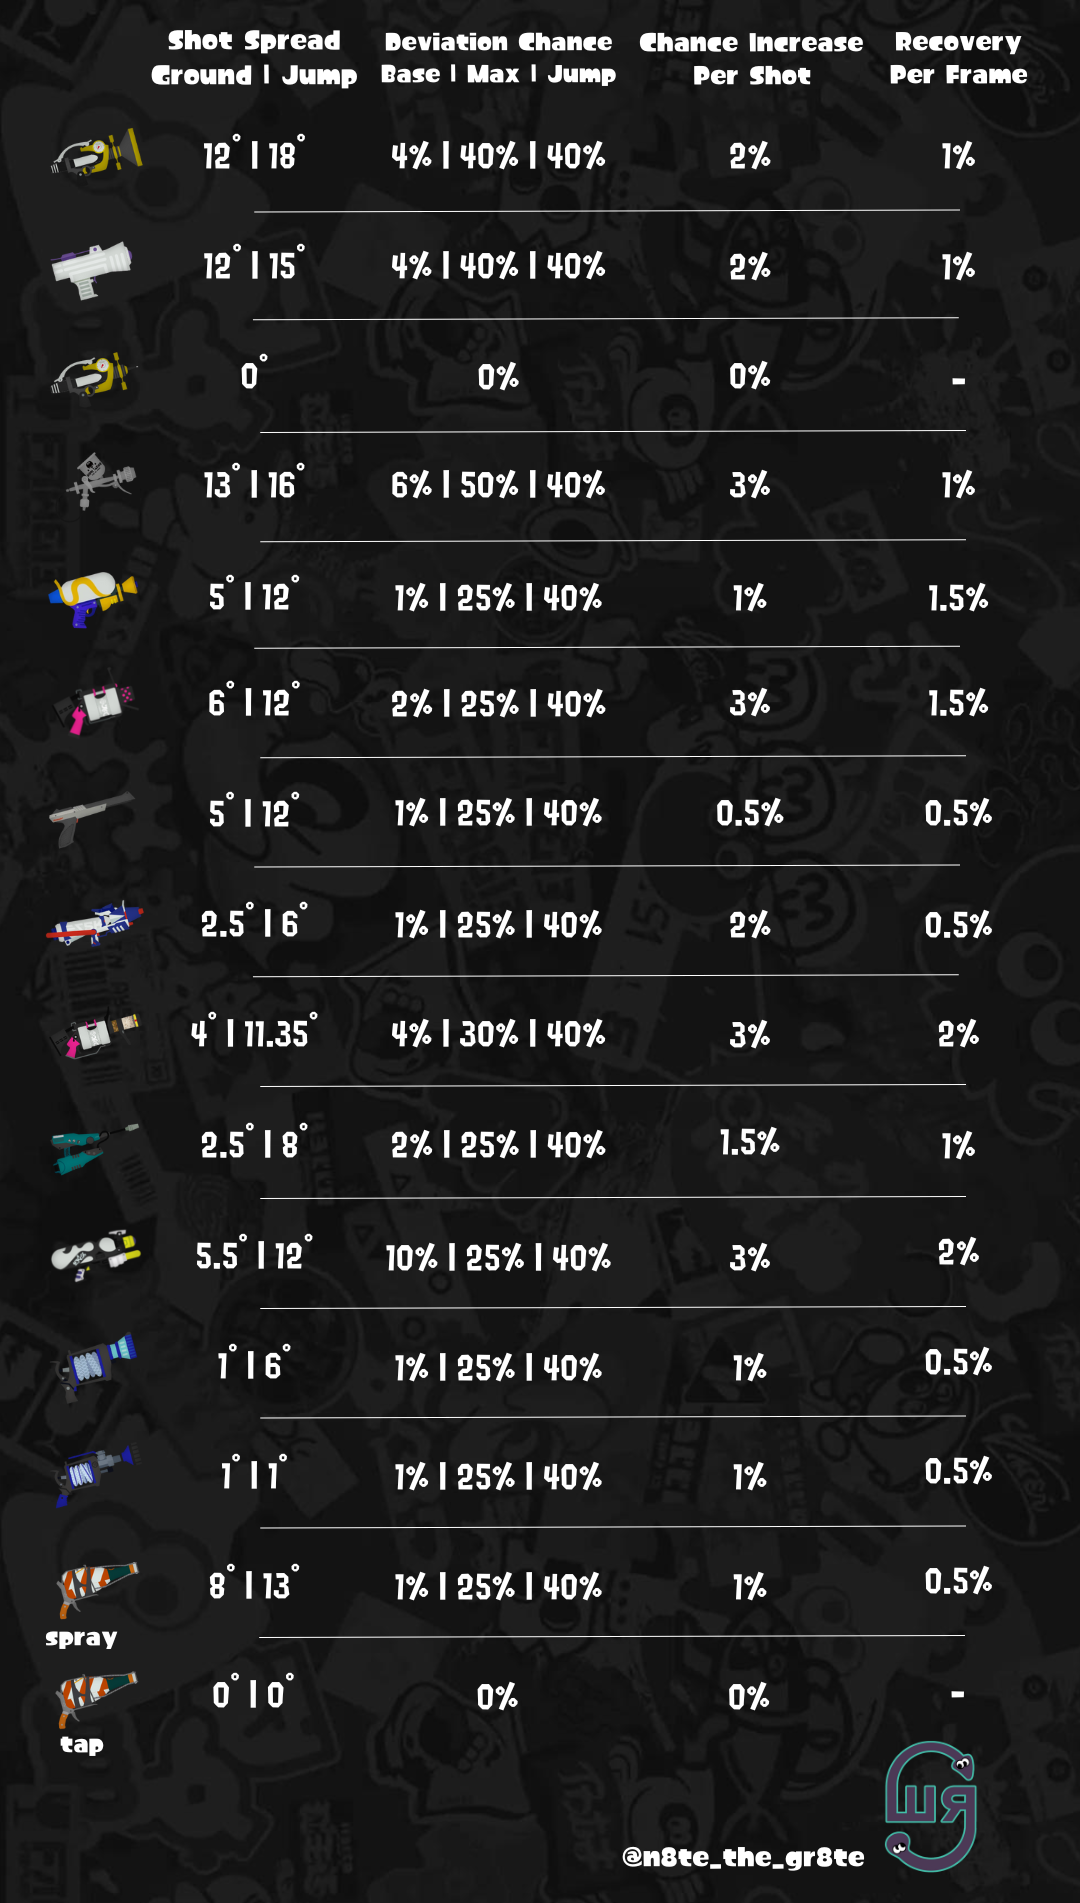 Shot Spread
Ground | Jump
Deviation Chance
Base | Max | Jump
Chance Increase
Per Shot
Recovery
Per Frame
12° | 18° 4% | 40% | 40% 2% 1%
12° | 15° 4% | 40% | 40% 2% 1%
0° 0% 0% -
13° | 16° 6% | 50% | 40% 3% 1%
5° | 12° 1% | 25% | 40% 1% 1.5%
6° | 12° 2% | 25% | 40% 3% 1.5%
5° | 12° 1% | 25% | 40% 0.5% 0.5%
2.5° | 6° 1% | 25% | 40% 2% 0.5%
4° | 11.35° 4% | 30% | 40% 3% 2%
2.5° | 8° 2% | 25% | 40% 1.5% 1%
5.5° | 12° 10% | 25% | 40% 3% 2%
1° | 6° 1% | 25% | 40% 1% 0.5%
1° | 1° 1% | 25% | 40% 1% 0.5%
8° | 13° 1% | 25% | 40% 1% 0.5%
spray
0° | 0° 0% 0% -
tap
@n8te_the_gr8te